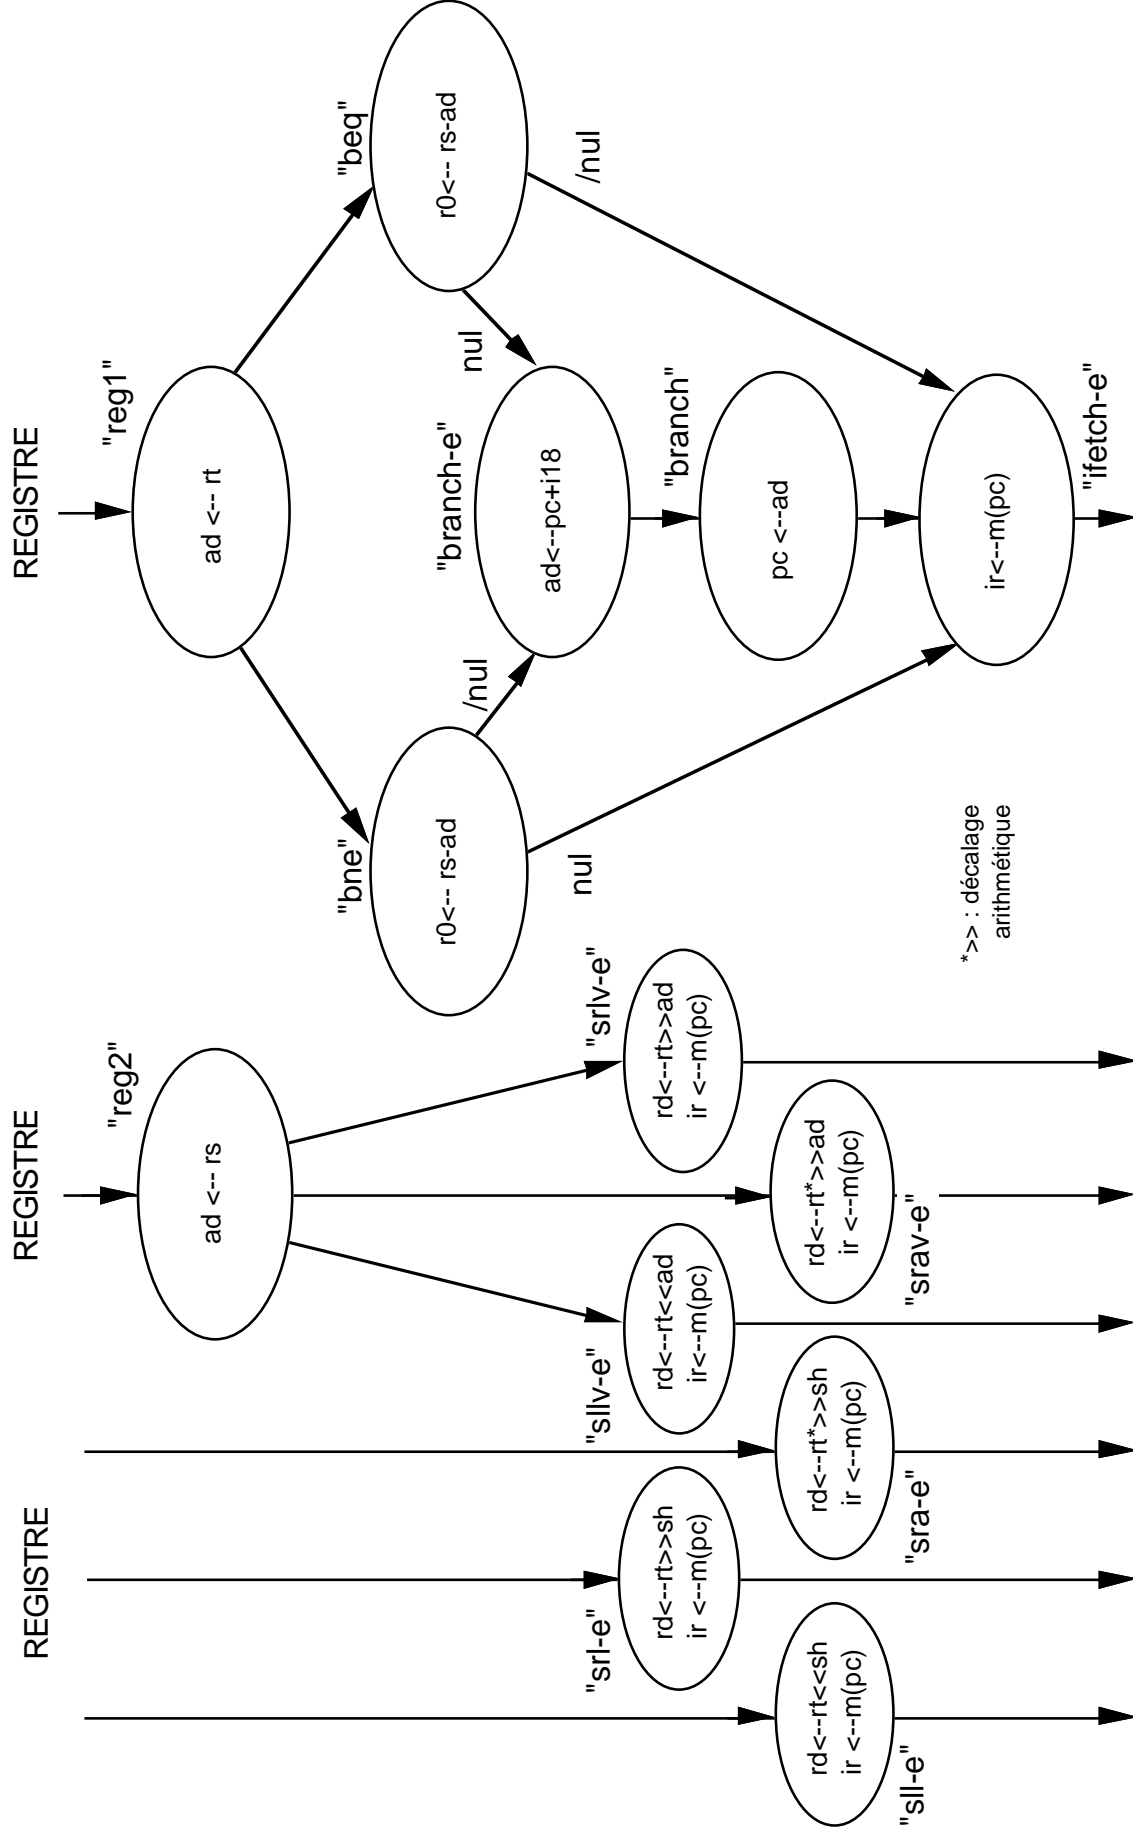 REGISTRE
"reg1"
ad <-- rt
"bne"
r0<-- rs-ad
"beq"
r0<-- rs-ad
/nul
nul
"branch-e"
ad<--pc+i18
nul
/nul
"branch"
pc <--ad
ir<--m(pc)
"ifetch-e"
REGISTRE
"reg2"
ad <-- rs
"sllv-e"
rd<--rt<<ad
ir<--m(pc)
rd<--rt*>>ad
ir <--m(pc)
"srav-e"
"srlv-e"
rd<--rt>>ad
ir <--m(pc)
*>> : décalage
arithmétique
REGISTRE
rd<--rt<<sh
ir <--m(pc)
"sll-e"
"srl-e"
rd<--rt>>sh
ir <--m(pc)
rd<--rt*>>sh
ir <--m(pc)
"sra-e"